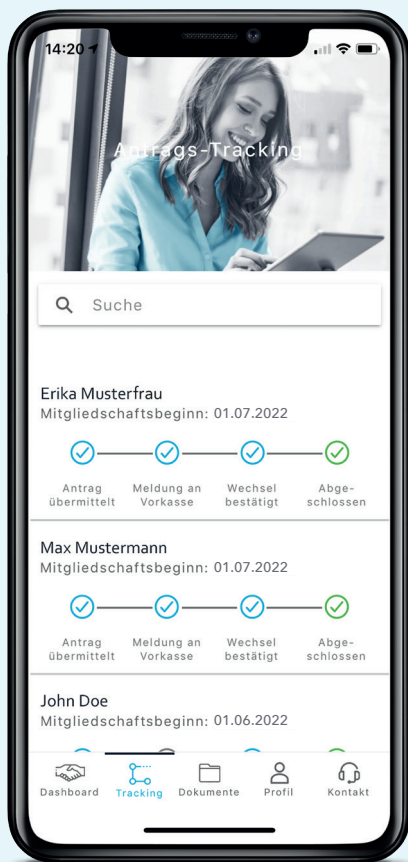 14:20
Antrags-Tracking
Suche
Erika Musterfrau
Mitgliedschaftsbeginn: 01.07.2022
Antrag übermittelt
Meldung an Vorkasse
Wechsel bestätigt
Abge-schlossen
Max Mustermann
Mitgliedschaftsbeginn: 01.07.2022
Antrag übermittelt
Meldung an Vorkasse
Wechsel bestätigt
Abge-schlossen
John Doe
Mitgliedschaftsbeginn: 01.06.2022
Dashboard
Tracking
Dokumente
Profil
Kontakt